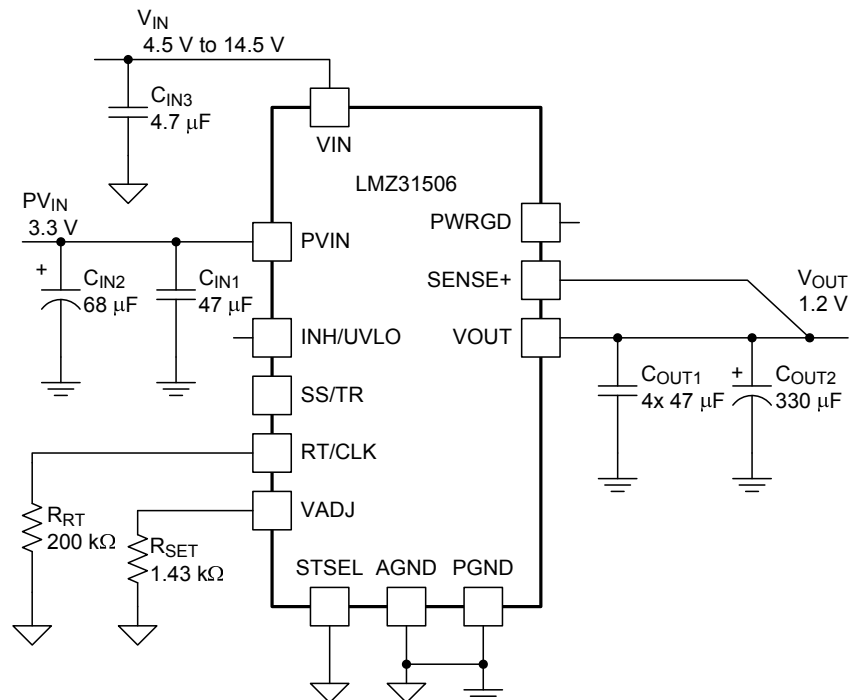 VIN
4.5 V to 14.5 V
CIN3
4.7 μF
VIN
LMZ31506
PVIN
3.3 V
PVIN
PWRGD
+
CIN2
68 μF
CIN1
47 μF
SENSE+
VOUT
1.2 V
INH/UVLO
VOUT
SS/TR
COUT1
4x 47 μF
+
COUT2
330 μF
RT/CLK
VADJ
RRT
200 kΩ
RSET
1.43 kΩ
STSEL
AGND
PGND